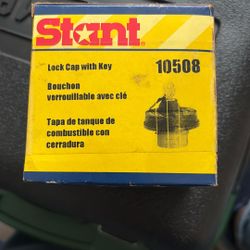 Stant
Lock Cap with Key
10508
Bouchon
verrouillable avec clé
Tapa de tanque de
combustible con
cerradura